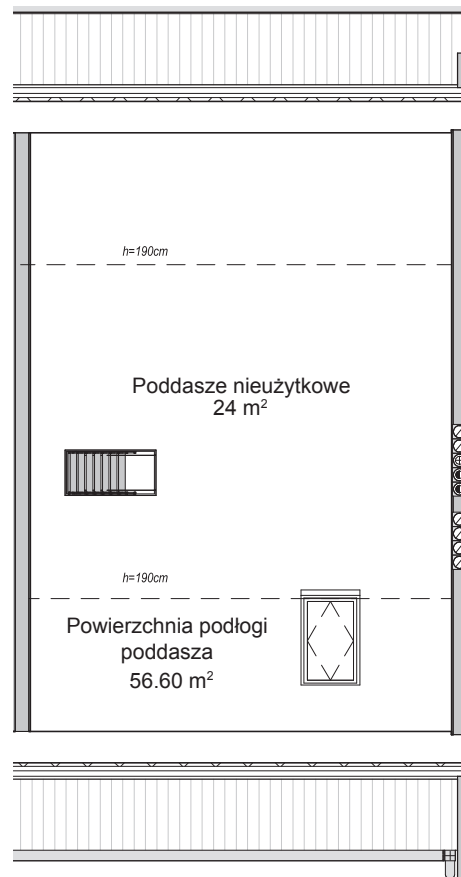 h=190cm
Poddasze nieużytkowe
24 m²
h=190cm
Powierzchnia podłogi
poddasza
56.60 m²